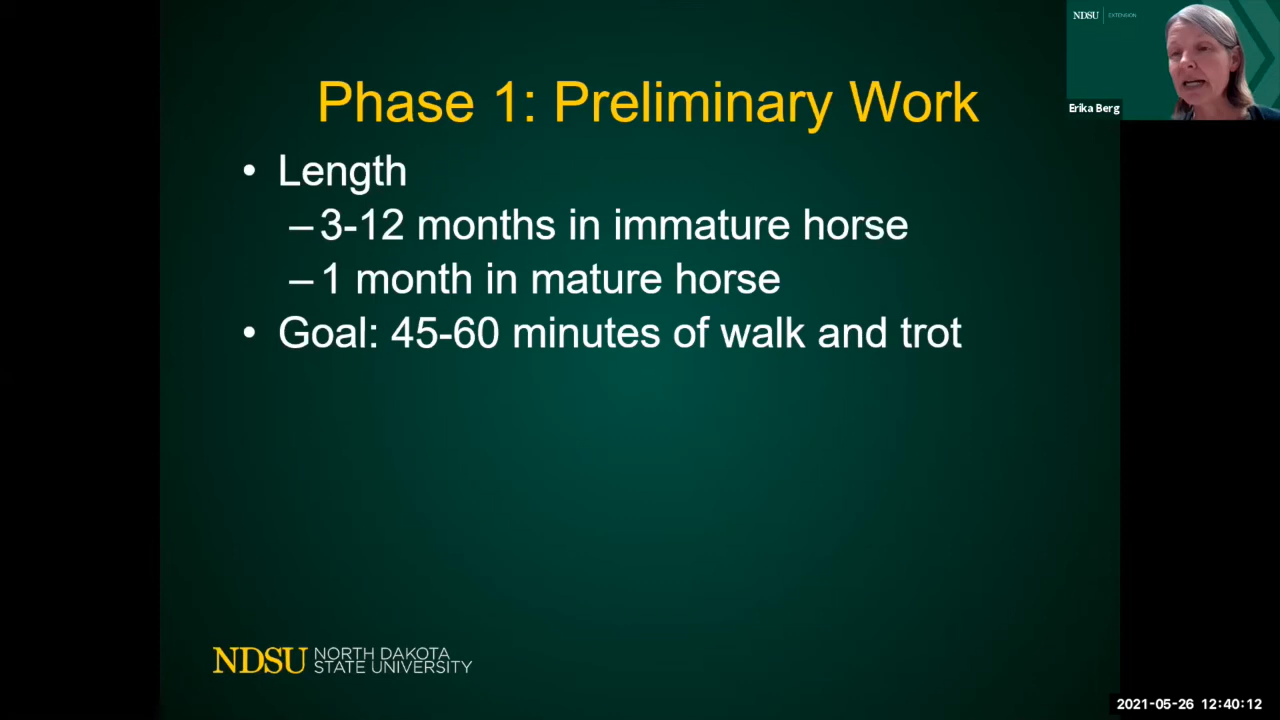 Phase 1: Preliminary Work
• Length
–3-12 months in immature horse
–1 month in mature horse
• Goal: 45-60 minutes of walk and trot
NDSU NORTH DAKOTA
STATE UNIVERSITY
NDSU EXTENSION
Erika Berg
2021-05-26 12:40:12